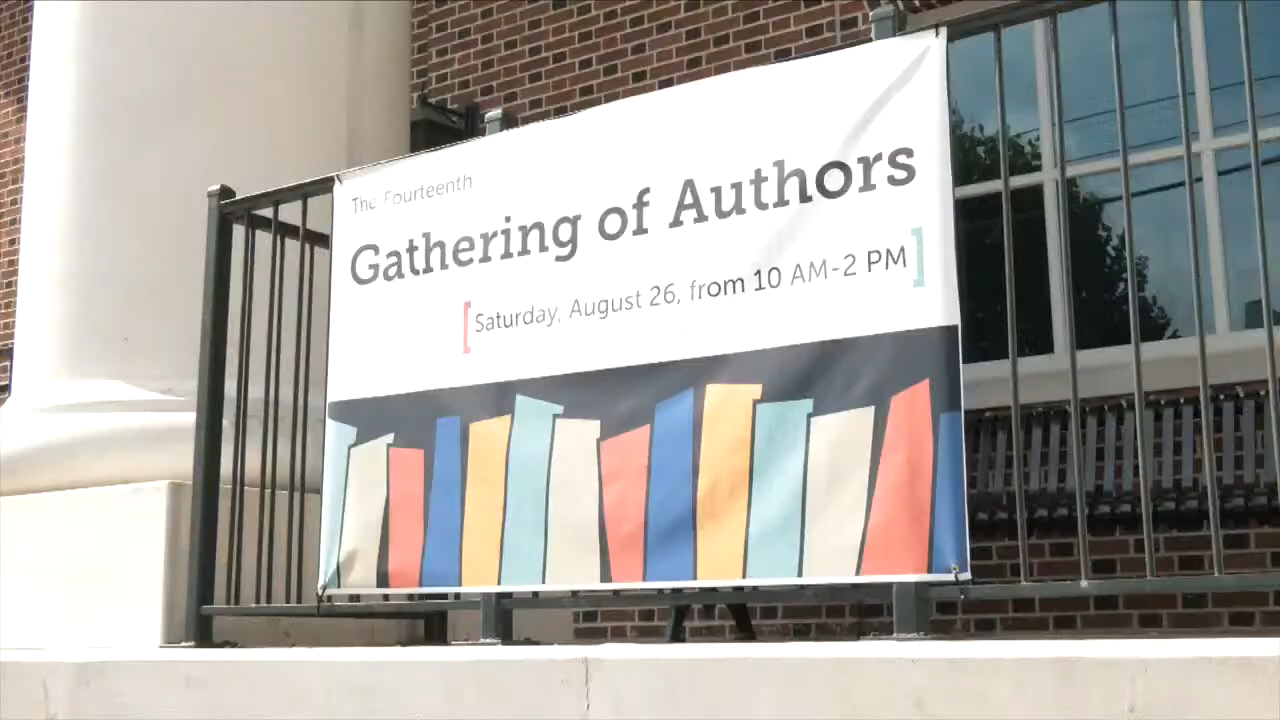 The Fourteenth
Gathering of Authors
[Saturday, August 26, from 10 AM-2 PM]